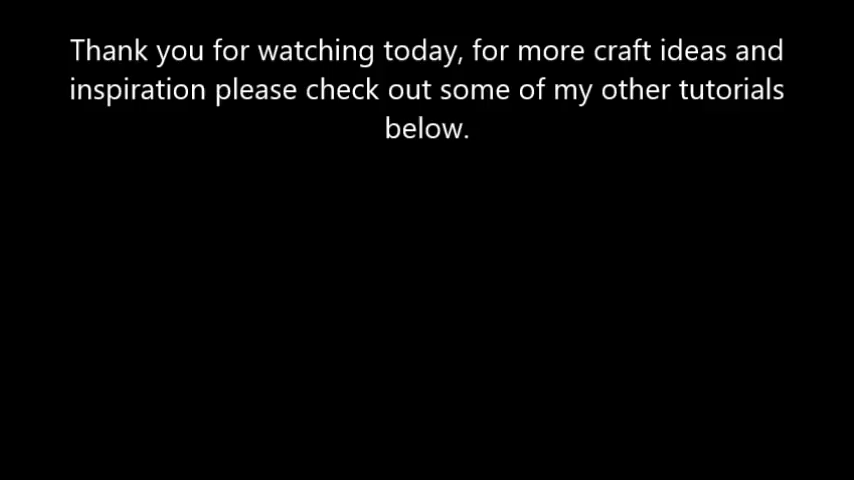 Thank you for watching today, for more craft ideas and
inspiration please check out some of my other tutorials
below.